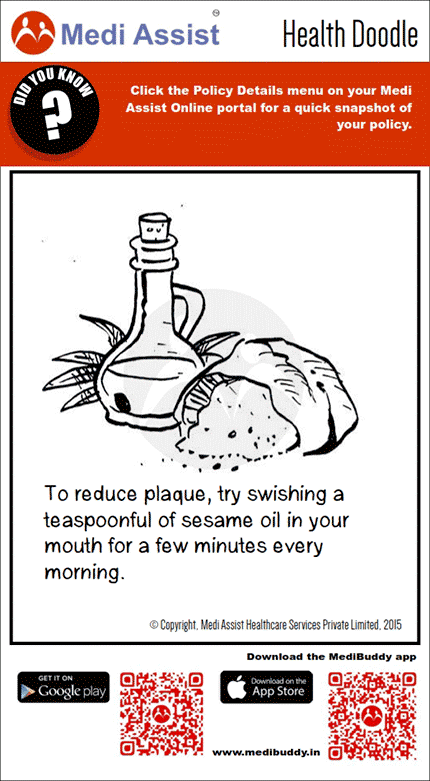 Medi Assist
TM
Health Doodle
DID YOU KNOW
?
Click the Policy Details menu on your Medi
Assist Online portal for a quick snapshot of
your policy.
To reduce plaque, try swishing a
teaspoonful of sesame oil in your
mouth for a few minutes every
morning.
© Copyright, Medi Assist Healthcare Services Private Limited, 2015
Download the MediBuddy app
GET IT ON
Google play
Download on the
App Store
www.medibuddy.in